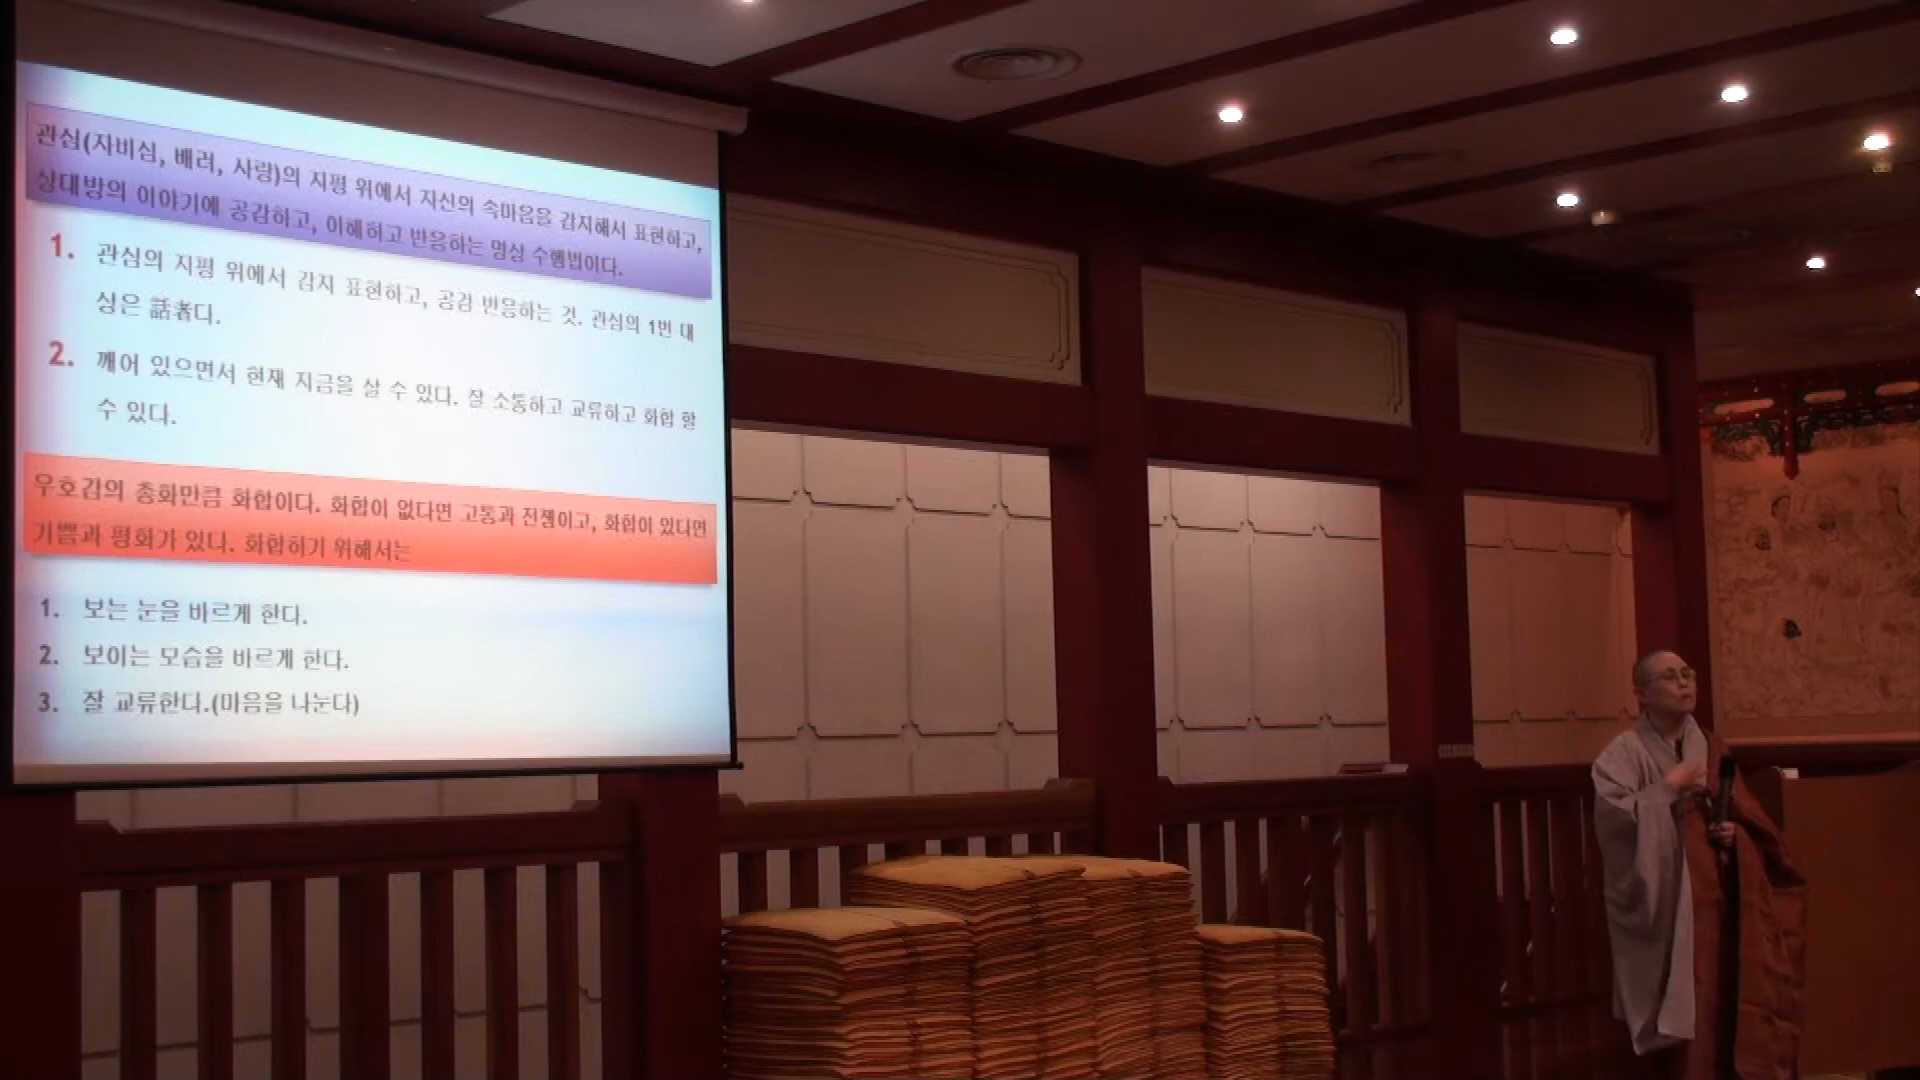 관심(자비심, 배려, 사랑)의 지평 위에서 자신의 속마음을 감지해서 표현하고,
상대방의 이야기에 공감하고, 이해하고 반응하는 명상 수행법이다.
1. 관심의 지평 위에서 감지 표현하고, 공감 반응하는 것. 관심의 1번 대
상은 話者다.
2. 깨어 있으면서 현재 지금을 살 수 있다. 잘 소통하고 교류하고 화합 할
수 있다.
우호감의 총화만큼 화합이다. 화합이 없다면 고통과 전쟁이고, 화합이 있다면
기쁨과 평화가 있다. 화합하기 위해서는
1. 보는 눈을 바르게 한다.
2. 보이는 모습을 바르게 한다.
3. 잘 교류한다.(마음을 나눈다)